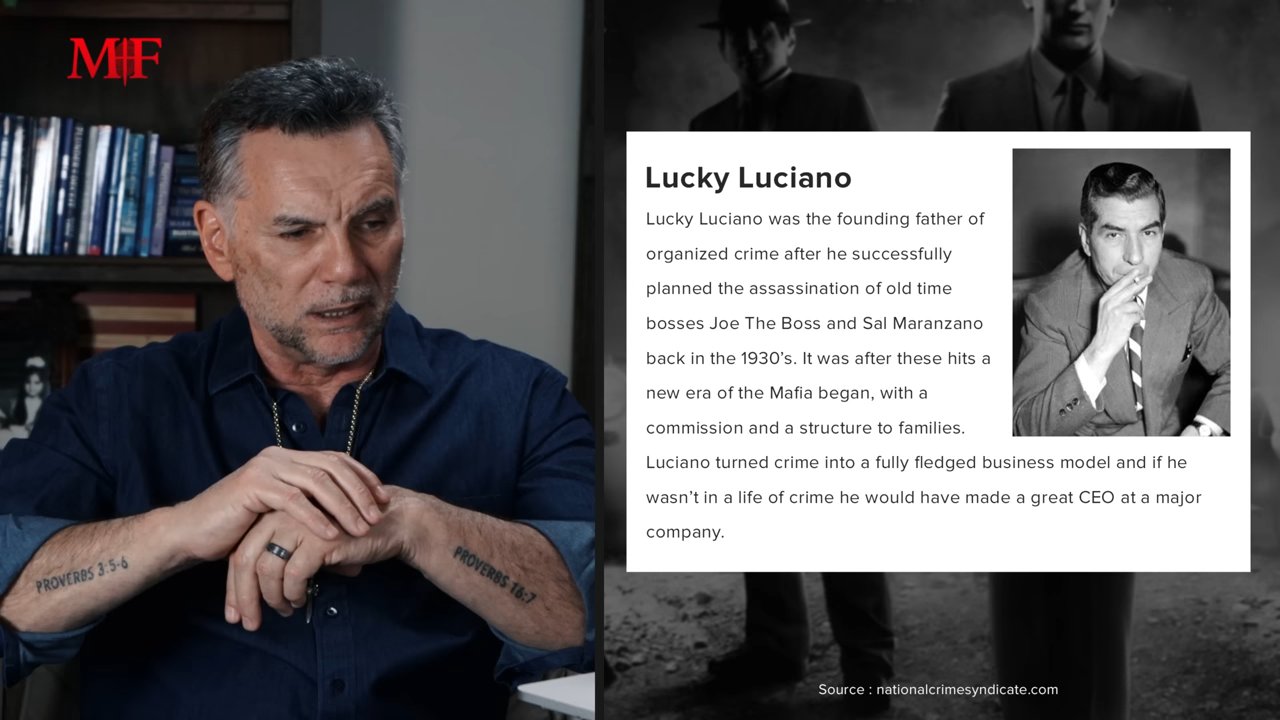 MF
BUSTIN
PROVERBS 3:5-6
PROVERBS 16:7
Lucky Luciano
Lucky Luciano was the founding father of
organized crime after he successfully
planned the assassination of old time
bosses Joe The Boss and Sal Maranzano
back in the 1930’s. It was after these hits a
new era of the Mafia began, with a
commission and a structure to families.
Luciano turned crime into a fully fledged business model and if he
wasn’t in a life of crime he would have made a great CEO at a major
company.
Source : nationalcrimesyndicate.com